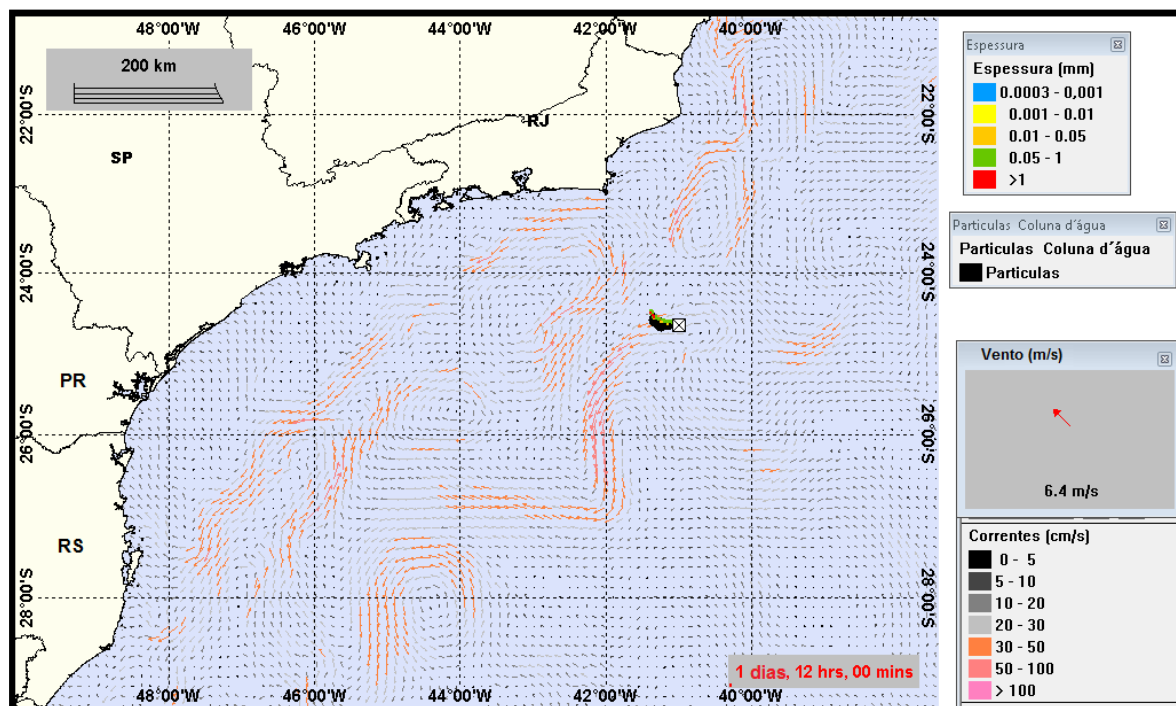 48°00'W 46°00'W 44°00'W 42°00'W 40°00'W
200 km
22°00'S 22°00'S
RJ
SP
24°00'S 24°00'S
PR
26°00'S 26°00'S
RS
28°00'S 28°00'S
1 dias, 12 hrs, 00 mins
48°00'W 46°00'W 44°00'W 42°00'W 40°00'W
Espessura
Espessura (mm)
0.0003 - 0,001
0.001 - 0.01
0.01 - 0.05
0.05 - 1
>1
Particulas Coluna d´água
Particulas Coluna d´água
Particulas
Vento (m/s)
6.4 m/s
Correntes (cm/s)
0 - 5
5 - 10
10 - 20
20 - 30
30 - 50
50 - 100
> 100